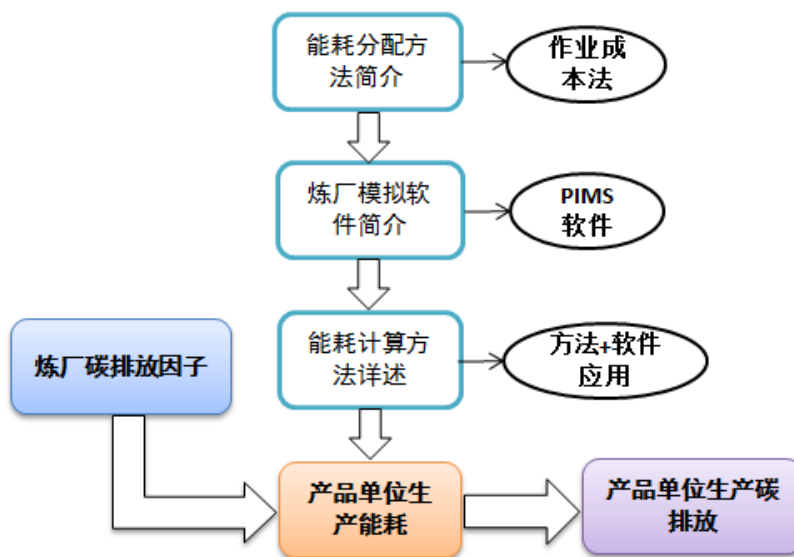 能耗分配方
法简介
作业成
本法
炼厂模拟软
件简介
PIMS
软件
能耗计算方
法详述
方法+软件
应用
炼厂碳排放因子
产品单位生
产能耗
产品单位生产碳
排放